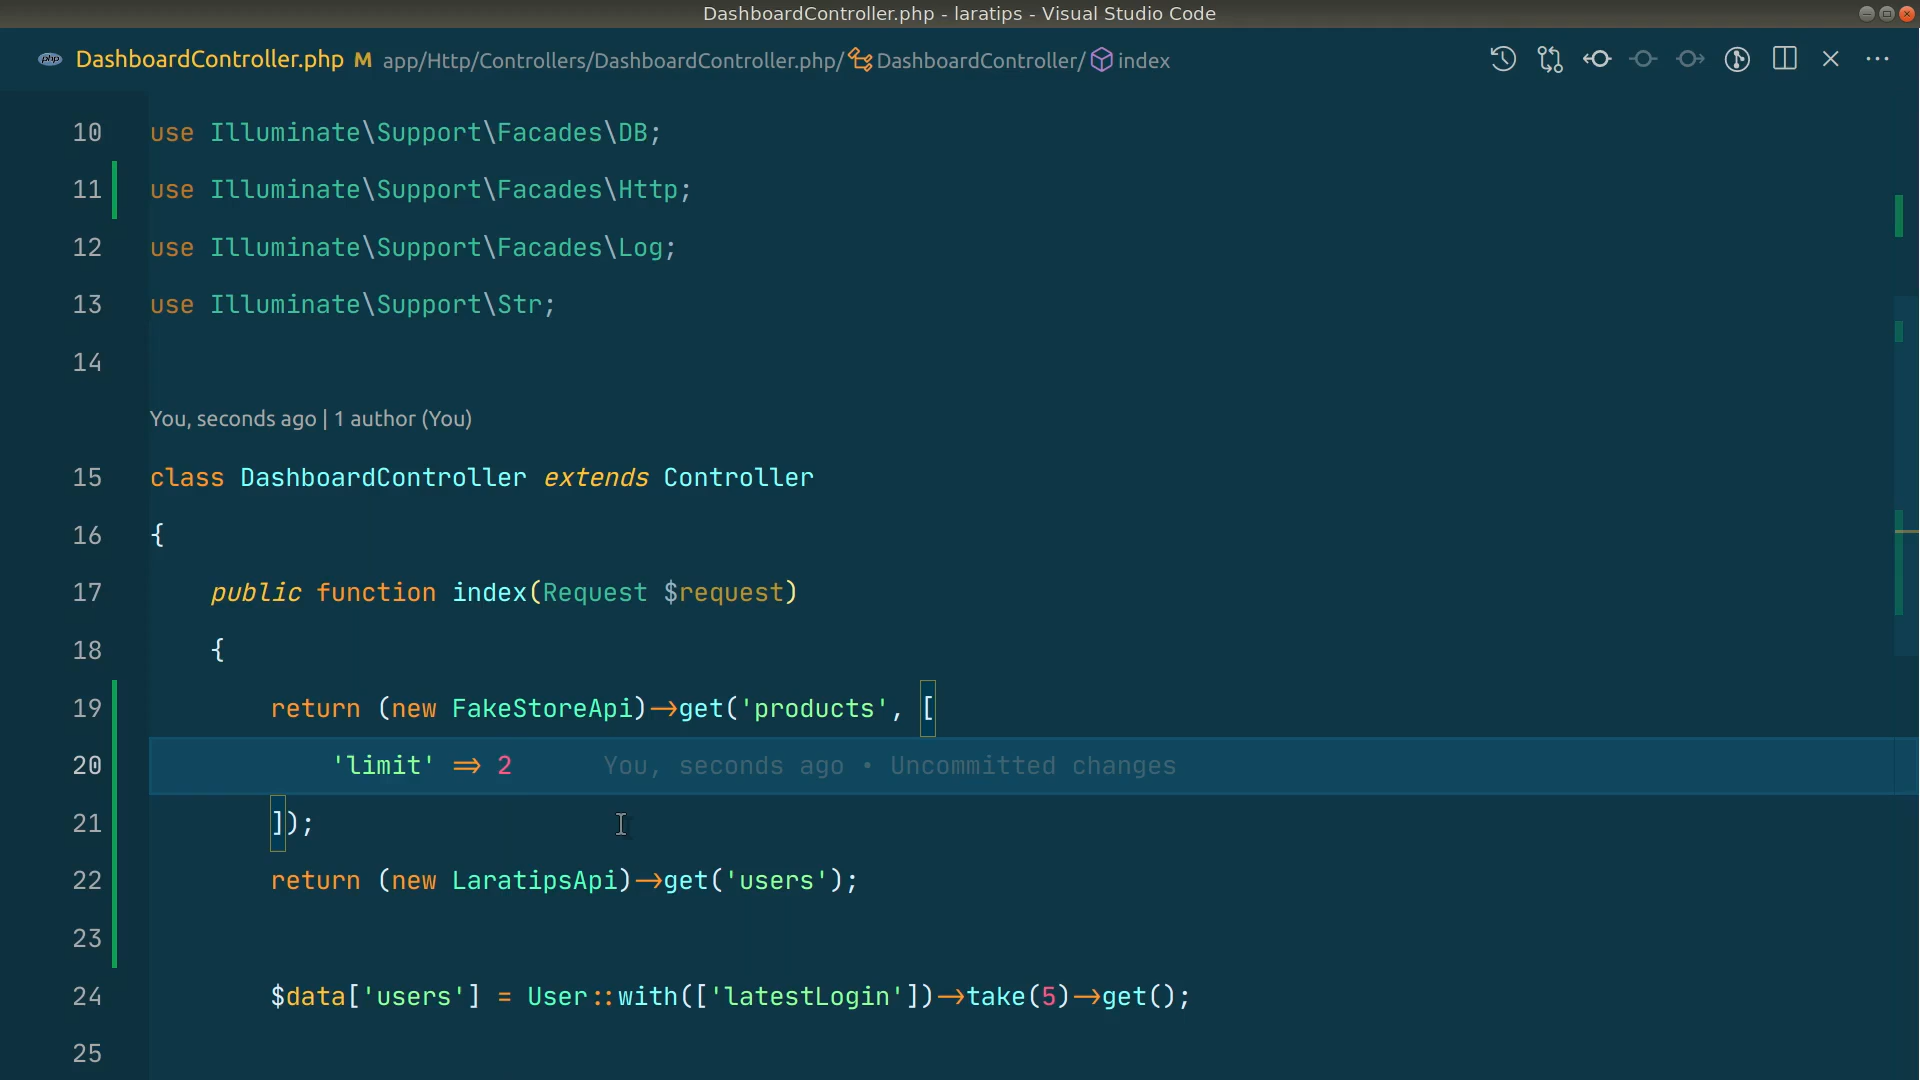 DashboardController.php - laratips - Visual Studio Code
php DashboardController.php M app/Http/Controllers/DashboardController.php/ DashboardController/ index
10 use Illuminate\Support\Facades\DB;
11 use Illuminate\Support\Facades\Http;
12 use Illuminate\Support\Facades\Log;
13 use Illuminate\Support\Str;
14
You, seconds ago | 1 author (You)
15 class DashboardController extends Controller
16 {
17 public function index(Request $request)
18 {
19 return (new FakeStoreApi)->get('products', [
20 'limit' => 2 You, seconds ago • Uncommitted changes
21 ]);
22 return (new LaratipsApi)->get('users');
23
24 $data['users'] = User::with(['latestLogin'])->take(5)->get();
25